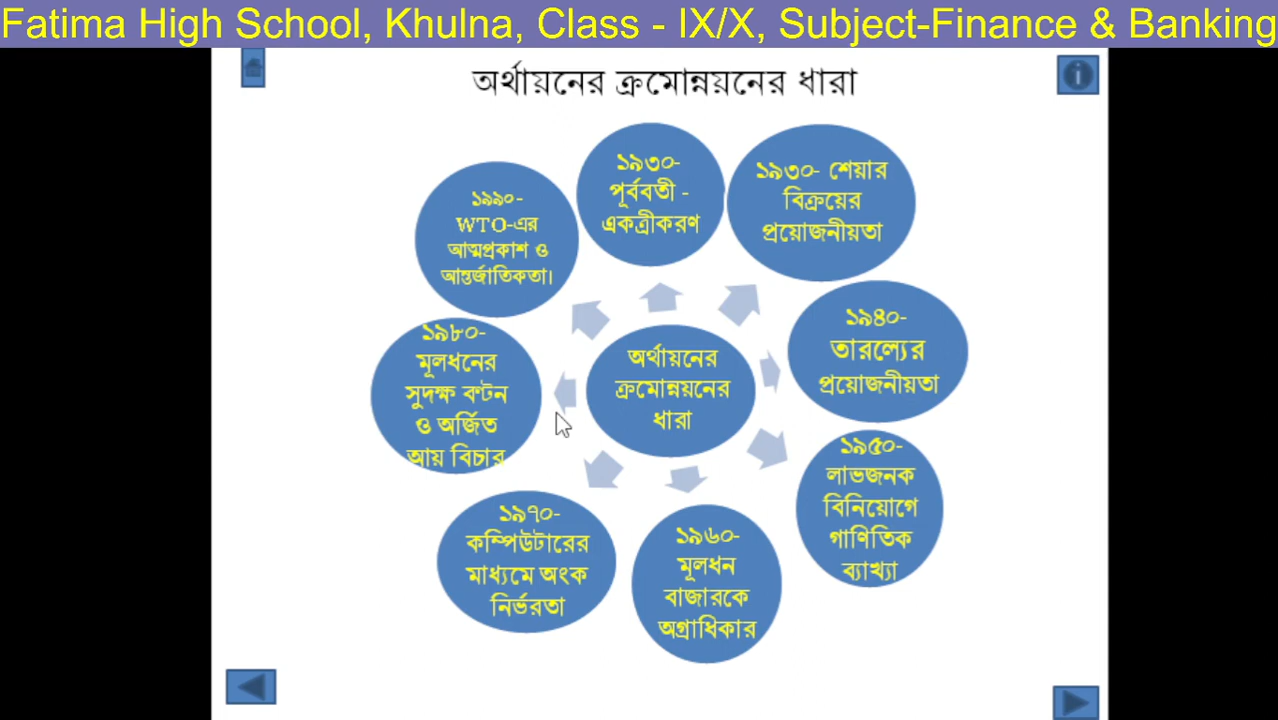 Fatima High School, Khulna, Class - IX/X, Subject-Finance & Banking
অর্থায়নের ক্রমোন্নয়নের ধারা
১৯৩০-
পূর্ববর্তী -
একত্রীকরণ
১৯৩০- শেয়ার
বিক্রয়ের
প্রয়োজনীয়তা
১৯৪০-
তারল্যের
প্রয়োজনীয়তা
১৯৫০-
লাভজনক
বিনিয়োগে
গাণিতিক
ব্যাখ্যা
১৯৬০-
মূলধন
বাজারকে
অগ্রাধিকার
১৯৭০-
কম্পিউটারের
মাধ্যমে অংক
নির্ভরতা
১৯৮০-
মূলধনের
সুদক্ষ বণ্টন
ও অর্জিত
আয় বিচার
১৯৯০-
WTO-এর
আত্মপ্রকাশ ও
আন্তর্জাতিকতা।
অর্থায়নের
ক্রমোন্নয়নের
ধারা